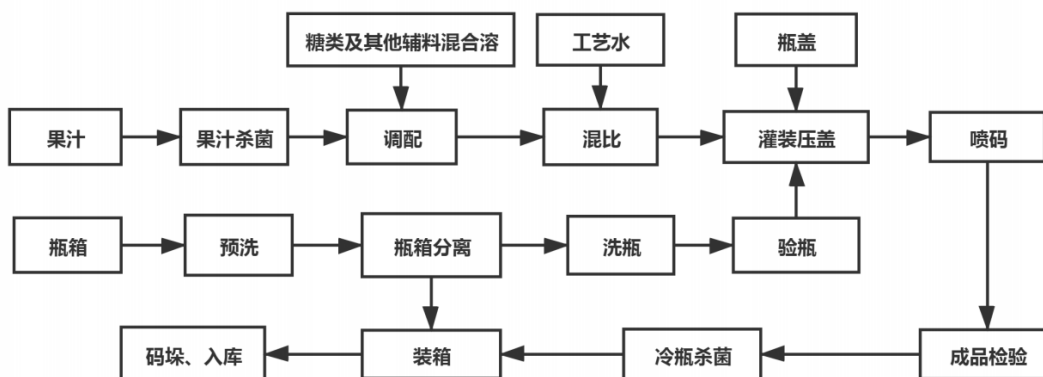 糖类及其他辅料混合溶
工艺水
瓶盖
果汁
果汁杀菌
调配
混比
灌装压盖
喷码
瓶箱
预洗
瓶箱分离
洗瓶
验瓶
码垛、入库
装箱
冷瓶杀菌
成品检验